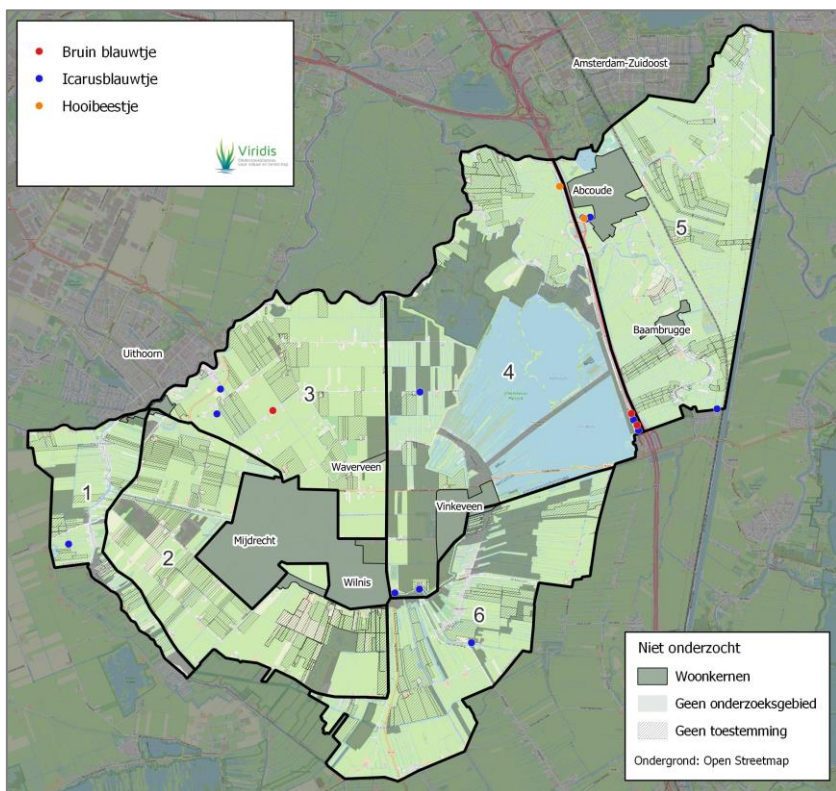 Bruin blauwtje
Icarusblauwtje
Hooibeestje
Viridis
Amsterdam-Zuidoost
Abcoude
5
Baambrugge
Uithoorn
3
4
Waverveen
1
Vinkeveen
Mijdrecht
2
Wilnis
6
Niet onderzocht
Woonkernen
Geen onderzoeksgebied
Geen toestemming
Ondergrond: Open Streetmap